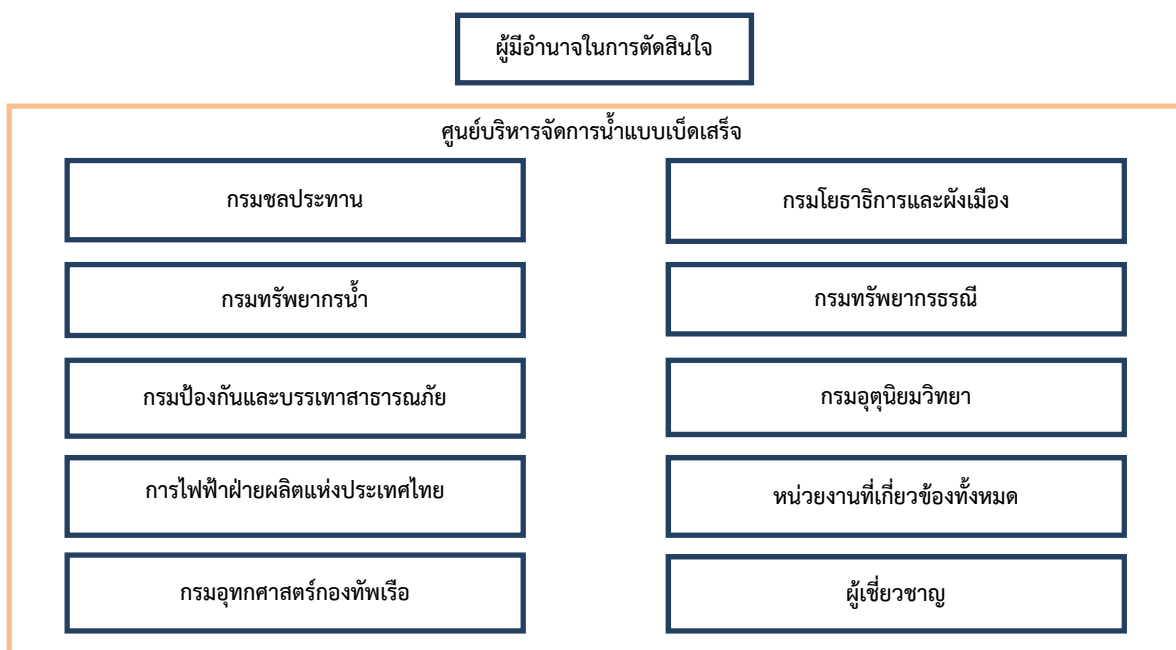 ผู้มีอำนาจในการตัดสินใจ
ศูนย์บริหารจัดการน้ำแบบเบ็ดเสร็จ
กรมชลประทาน
กรมโยธาธิการและผังเมือง
กรมทรัพยากรน้ำ
กรมทรัพยากรธรณี
กรมป้องกันและบรรเทาสาธารณภัย
กรมอุตุนิยมวิทยา
การไฟฟ้าฝ่ายผลิตแห่งประเทศไทย
หน่วยงานที่เกี่ยวข้องทั้งหมด
กรมอุทกศาสตร์กองทัพเรือ
ผู้เชี่ยวชาญ